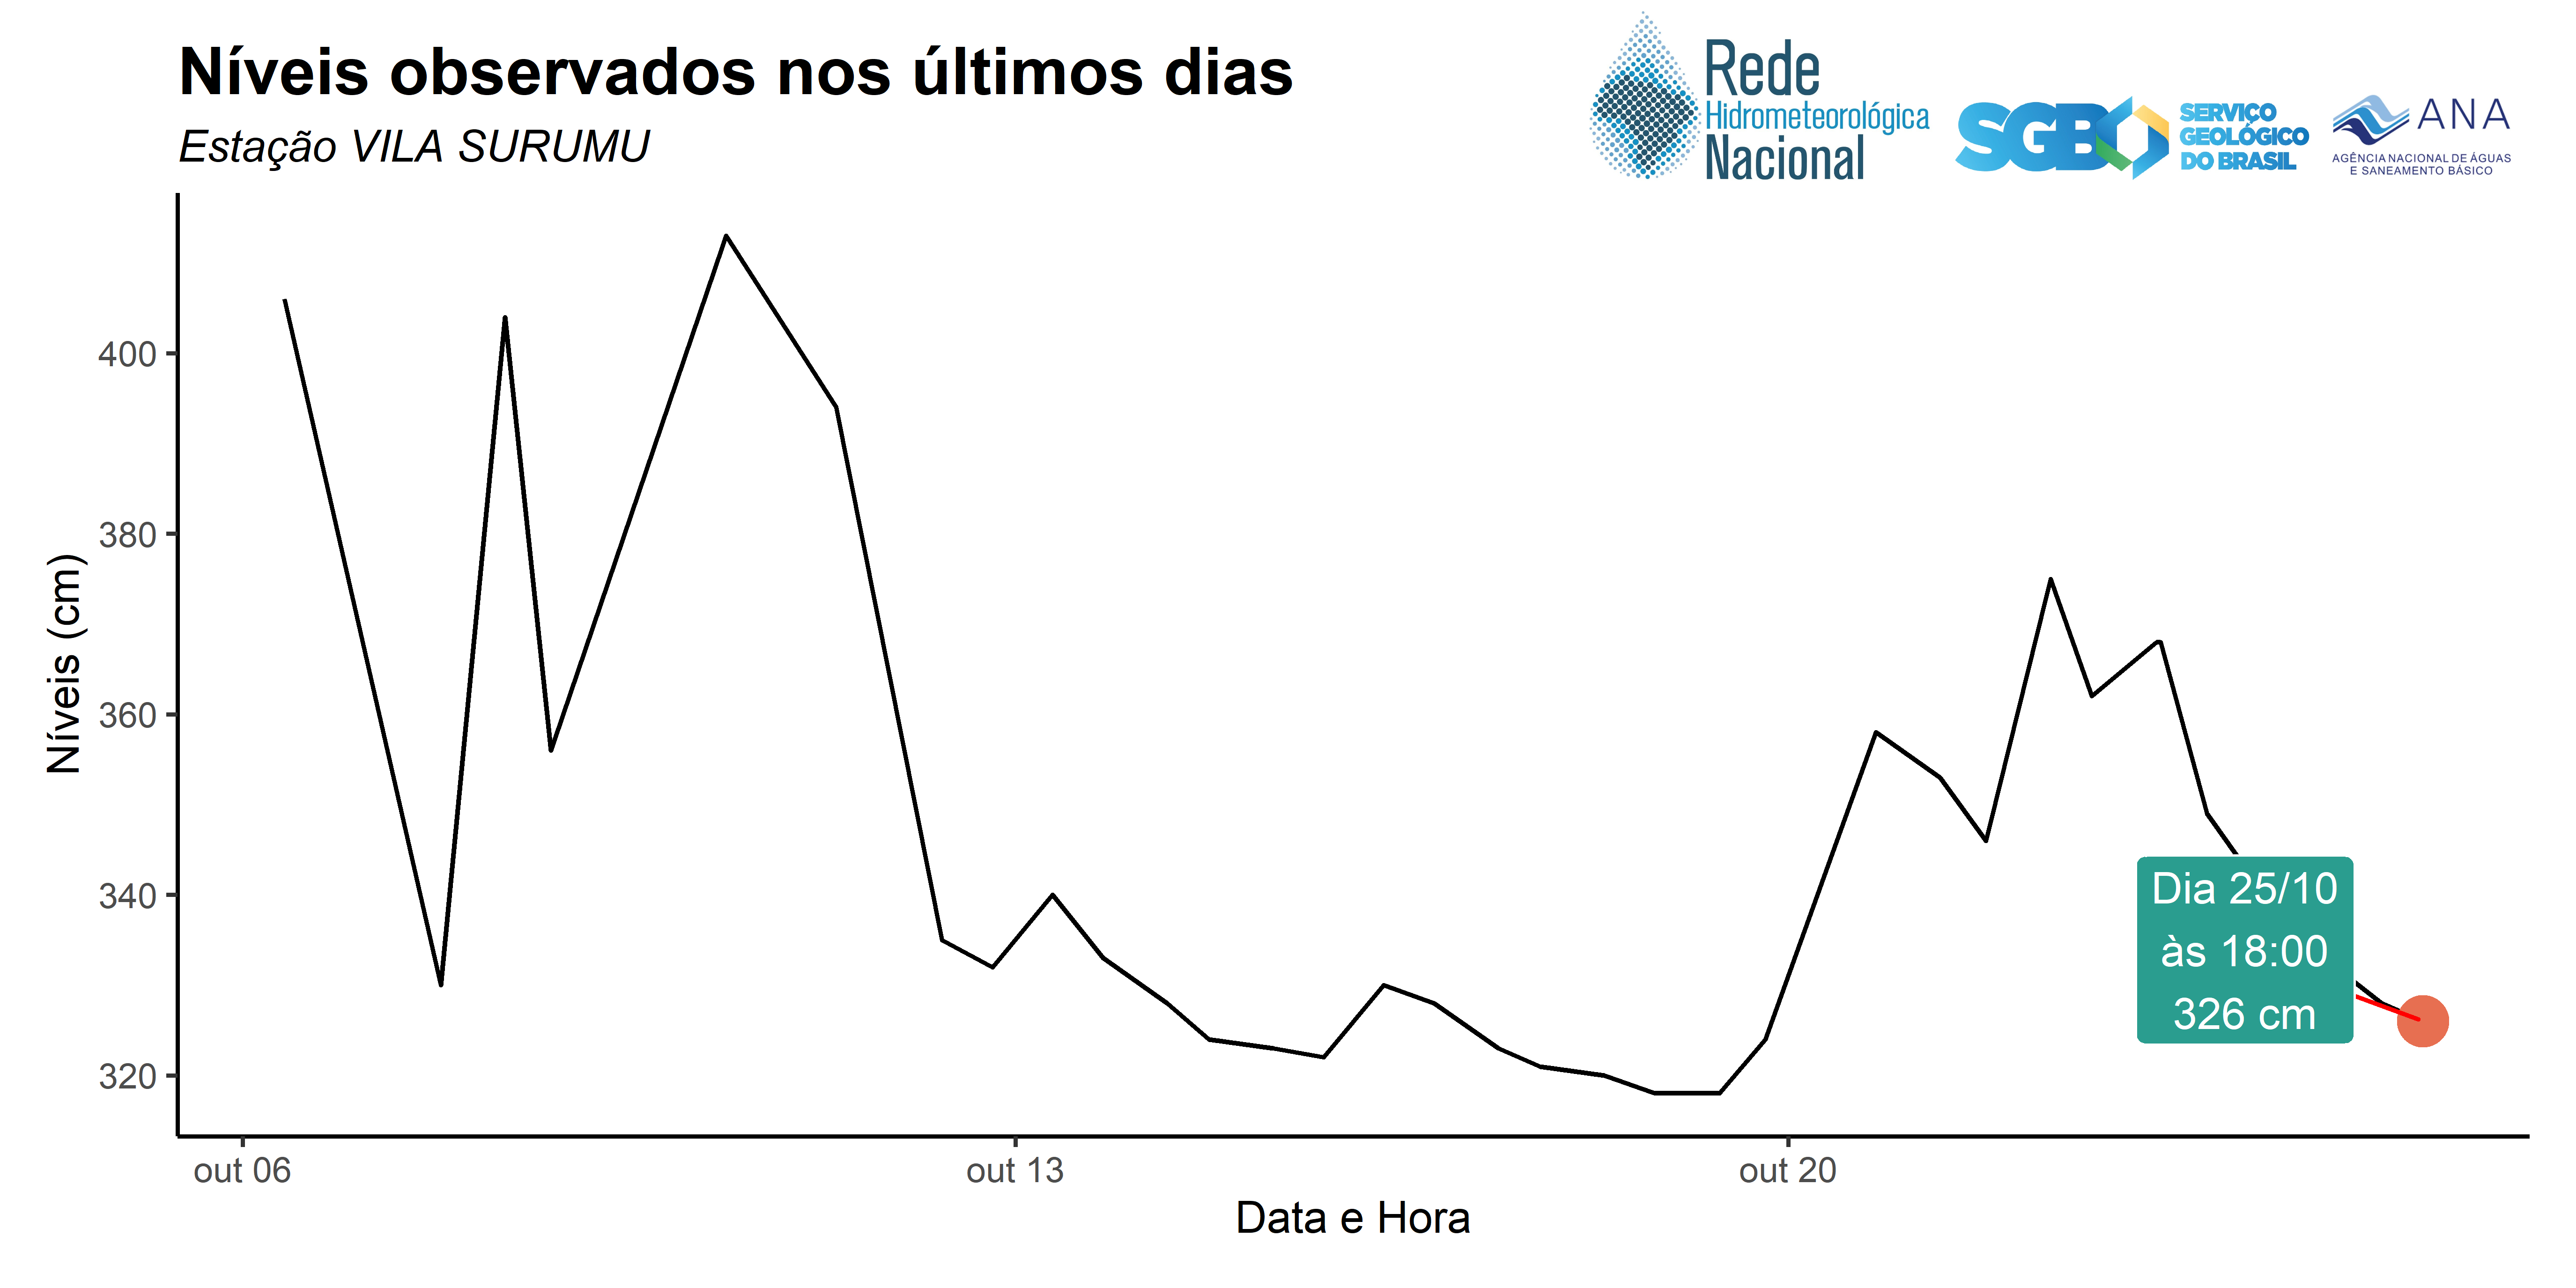 Níveis observados nos últimos dias
Estação VILA SURUMU
Rede
Hidrometeorológica
Nacional
SGB
SERVIÇO
GEOLÓGICO
DO BRASIL
ANA
AGÊNCIA NACIONAL DE ÁGUAS
E SANEAMENTO BÁSICO
Níveis (cm)
400
380
360
340
320
Dia 25/10
às 18:00
326 cm
out 06
out 13
out 20
Data e Hora